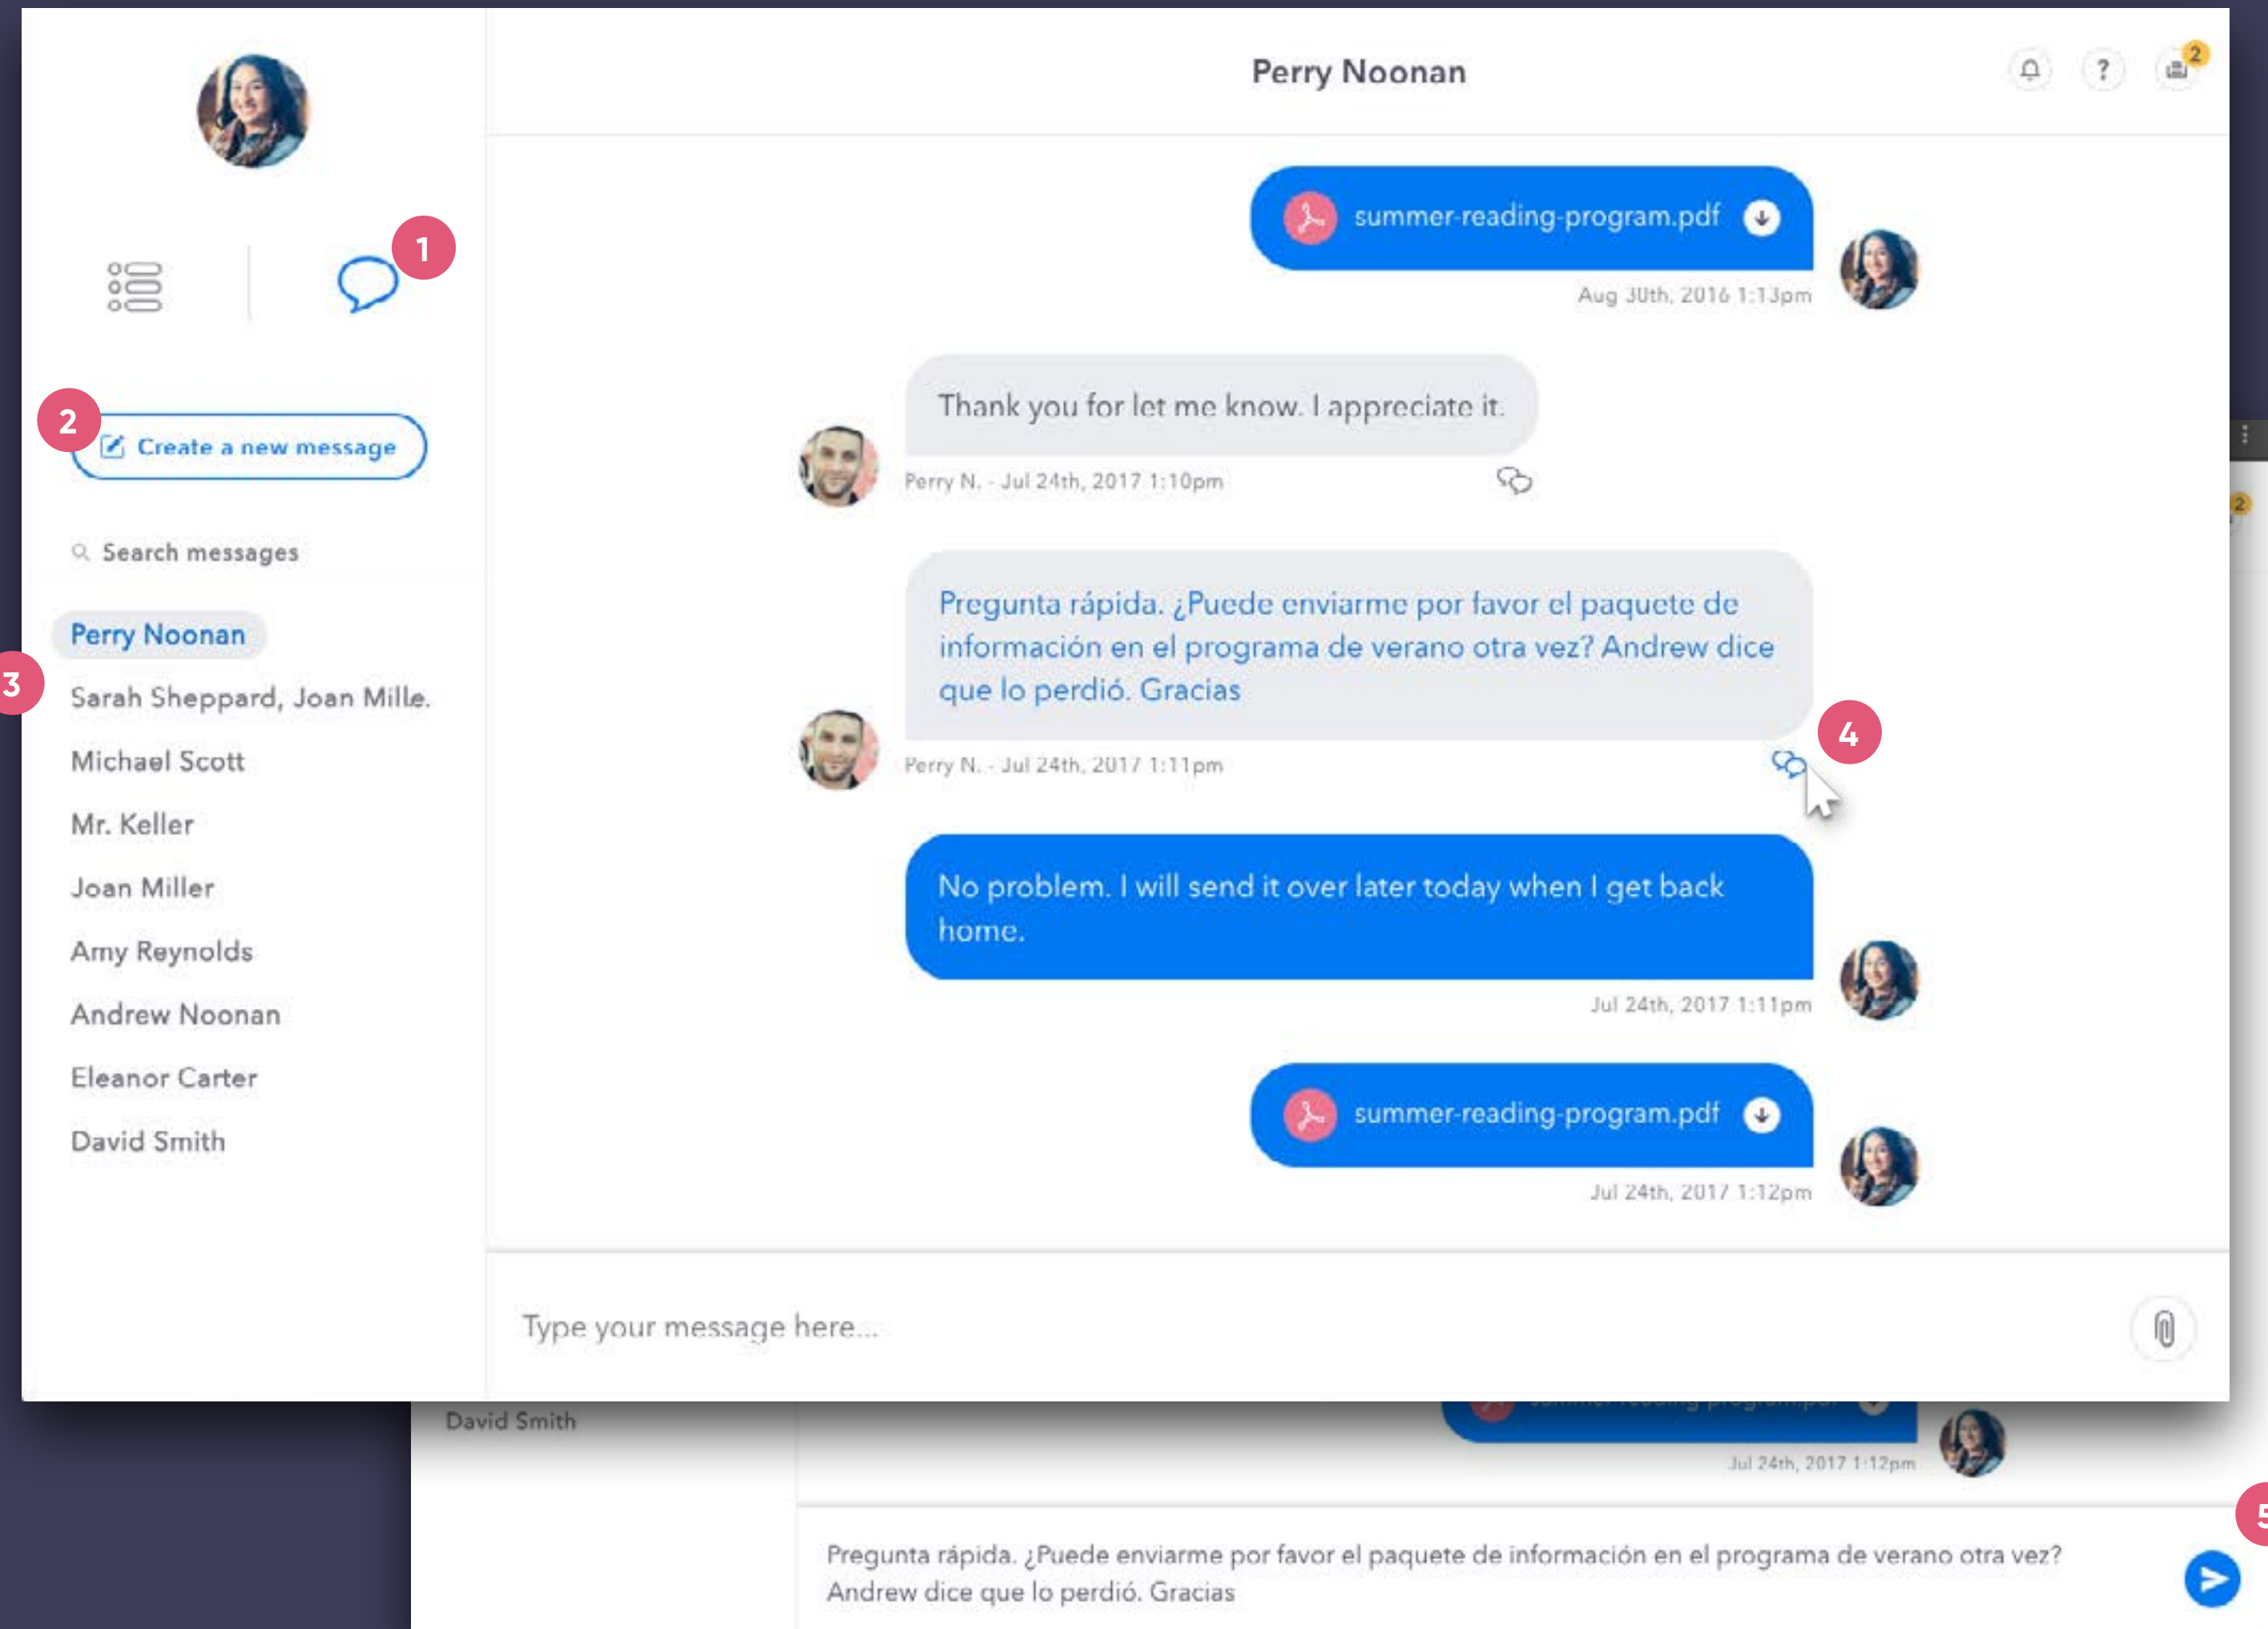 Perry Noonan
?
2
1
2
Create a new message
Search messages
Perry Noonan
3
Sarah Sheppard, Joan Mille.
Michael Scott
Mr. Keller
Joan Miller
Amy Reynolds
Andrew Noonan
Eleanor Carter
David Smith
summer-reading-program.pdf
Aug 30th, 2016 1:13pm
Thank you for let me know. I appreciate it.
Perry N. - Jul 24th, 2017 1:10pm
Pregunta rápida. ¿Puede enviarme por favor el paquete de
información en el programa de verano otra vez? Andrew dice
que lo perdió. Gracias
4
Perry N. - Jul 24th, 2017 1:11pm
No problem. I will send it over later today when I get back
home.
Jul 24th, 2017 1:11pm
summer-reading-program.pdf
Jul 24th, 2017 1:12pm
Type your message here...
2
David Smith
Jul 24th, 2017 1:12pm
5
Pregunta rápida. ¿Puede enviarme por favor el paquete de información en el programa de verano otra vez?
Andrew dice que lo perdió. Gracias